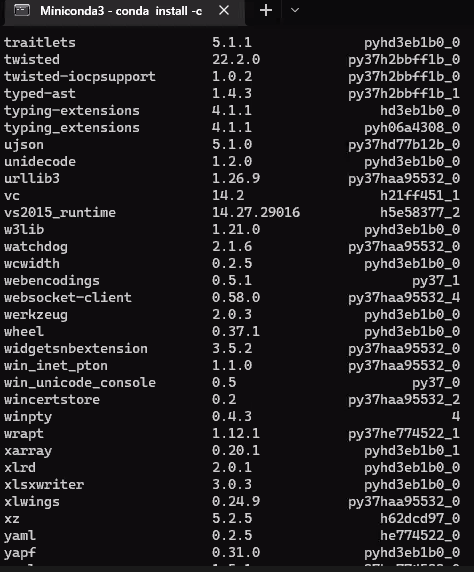 Miniconda3 - conda install -c
traitlets 5.1.1 pyhd3eb1b0_0
twisted 22.2.0 py37h2bbff1b_0
twisted-iocpsupport 1.0.2 py37h2bbff1b_0
typed-ast 1.4.3 py37h2bbff1b_1
typing-extensions 4.1.1 hd3eb1b0_0
typing_extensions 4.1.1 pyh06a4308_0
ujson 5.1.0 py37hd77b12b_0
unidecode 1.2.0 pyhd3eb1b0_0
urllib3 1.26.9 py37haa95532_0
vc 14.2 h21ff451_1
vs2015_runtime 14.27.29016 h5e58377_2
w3lib 1.21.0 pyhd3eb1b0_0
watchdog 2.1.6 py37haa95532_0
wcwidth 0.2.5 pyhd3eb1b0_0
webencodings 0.5.1 py37_1
websocket-client 0.58.0 py37haa95532_4
werkzeug 2.0.3 pyhd3eb1b0_0
wheel 0.37.1 pyhd3eb1b0_0
widgetsnbextension 3.5.2 py37haa95532_0
win_inet_pton 1.1.0 py37haa95532_0
win_unicode_console 0.5 py37_0
wincertstore 0.2 py37haa95532_2
winpty 0.4.3 4
wrapt 1.12.1 py37he774522_1
xarray 0.20.1 pyhd3eb1b0_1
xlrd 2.0.1 pyhd3eb1b0_0
xlsxwriter 3.0.3 pyhd3eb1b0_0
xlwings 0.24.9 py37haa95532_0
xz 5.2.5 h62dcd97_0
yaml 0.2.5 he774522_0
yapf 0.31.0 pyhd3eb1b0_0